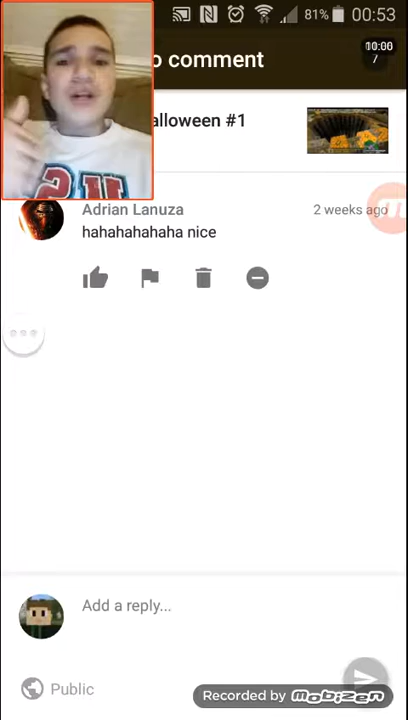 81% 00:53
o comment
10:00
7
alloween #1
Adrian Lanuza 2 weeks ago
hahahahahaha nice
Add a reply...
Public
Recorded by mobizen